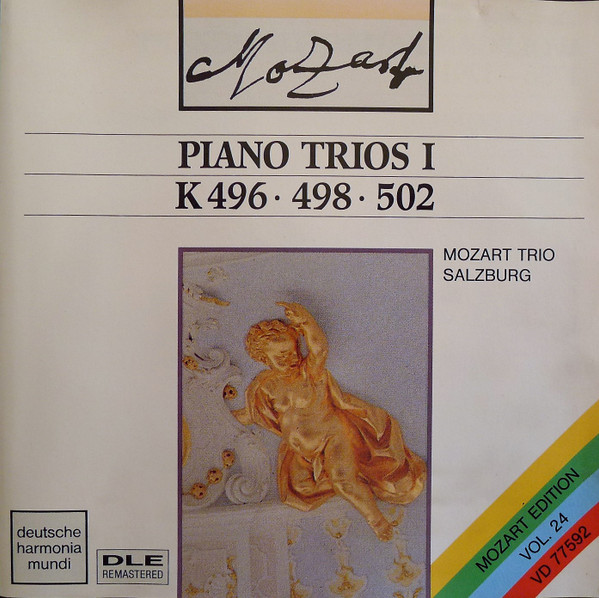 Mozart
PIANO TRIOS I
K 496 · 498 · 502
MOZART TRIO
SALZBURG
MOZART EDITION
VOL. 24
VD 77592
deutsche
harmonia
mundi
DLE
REMASTERED